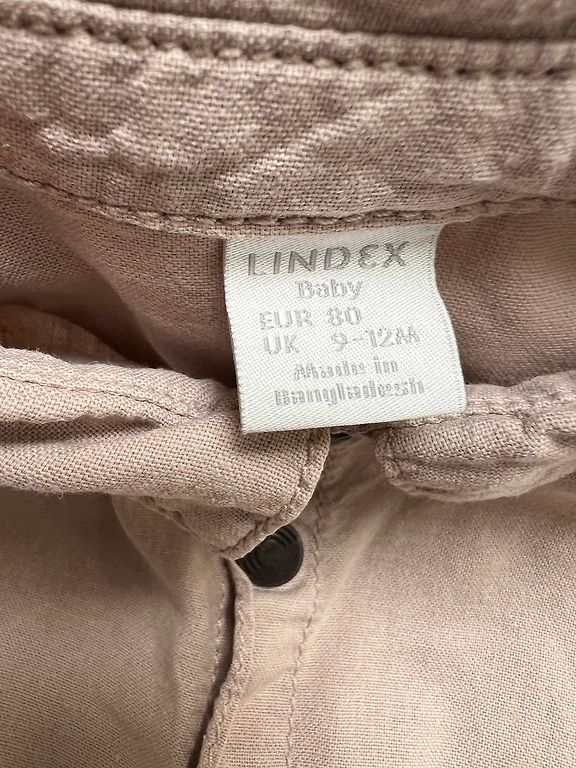 LINDEX
Baby
EUR 80
UK 9-12M
Made in
Bangladesh